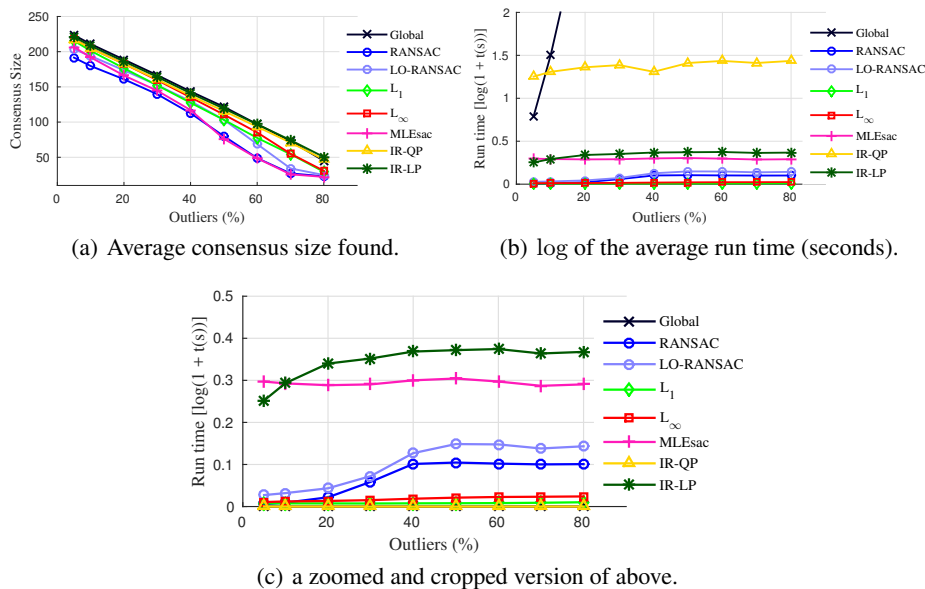 250
200
150
100
50
Consensus Size
0
20
40
60
80
Outliers (%)
Global
RANSAC
LO-RANSAC
L1
L∞
MLEsac
IR-QP
IR-LP
(a) Average consensus size found.
2
1.5
1
0.5
0
Run time [log(1 + t(s))]
0
20
40
60
80
Outliers (%)
Global
RANSAC
LO-RANSAC
L1
L∞
MLEsac
IR-QP
IR-LP
(b) log of the average run time (seconds).
0.5
0.4
0.3
0.2
0.1
0
Run time [log(1 + t(s))]
0
20
40
60
80
Outliers (%)
Global
RANSAC
LO-RANSAC
L1
L∞
MLEsac
IR-QP
IR-LP
(c) a zoomed and cropped version of above.